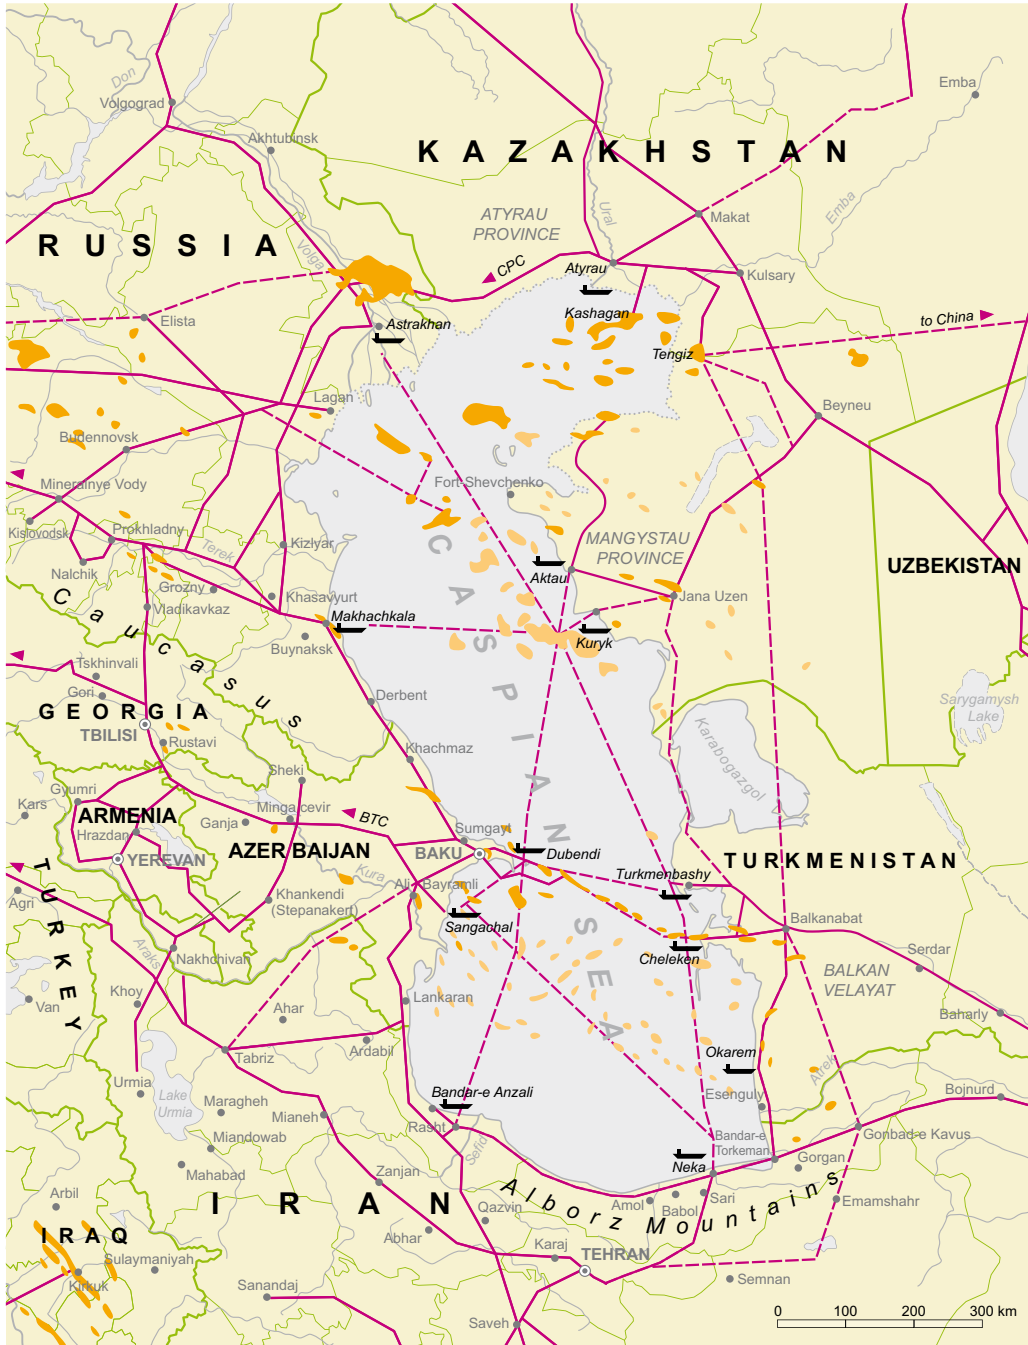 Emba
Don
Volgograd
Akhtubinsk
KAZAKHSTAN
Ural
Emba
ATYRAU
PROVINCE
Makat
RUSSIA
Volga
CPC
Atyrau
Kulsary
Kashagan
to China
Elista
Astrakhan
Tengiz
Lagan
Beyneu
Budennovsk
Fort-Shevchenko
Mineralnye Vody
Kislovodsk
Prokhladny
Terek
Kizlyar
MANGYSTAU
PROVINCE
UZBEKISTAN
Nalchik
Grozny
Aktau
Khasavyurt
Jana Uzen
Vladikavkaz
Makhachkala
Caucasus
Buynaksk
Kuryk
CASPIAN SEA
Tskhinvali
Gori
Derbent
Sarygamysh
Lake
GEORGIA
TBILISI
Rustavi
Karabogazgol
Khachmaz
Sheki
Gyumri
Kars
ARMENIA
Mingacevir
Hrazdan
Ganja
BTC
Sumgayt
YEREVAN
AZERBAIJAN
BAKU
Dubendi
TURKMENISTAN
TURKEY
Kura
Turkmenbashy
Agri
Khankendi
(Stepanakert)
Ali Bayramli
Sangachal
Balkanabat
Araks
Nakhchivan
Cheleken
Serdar
BALKAN
VELAYAT
Khoy
Van
Lankaran
Ahar
Baharly
Tabriz
Ardabil
Okarem
Atrek
Urmia
Lake
Urmia
Bandar-e Anzali
Esenguly
Bojnurd
Maragheh
Mianeh
Rasht
Miandowab
Sefid
Bandar-e
Torkeman
Gonbad-e Kavus
Mahabad
Zanjan
Neka
Gorgan
Arbil
IRAN
Alborz Mountains
Qazvin
Amol
Babol
Sari
Emamshahr
IRAQ
Abhar
Karaj
TEHRAN
Sulaymaniyah
Kirkuk
Sanandaj
Semnan
Saveh
0 100 200 300 km